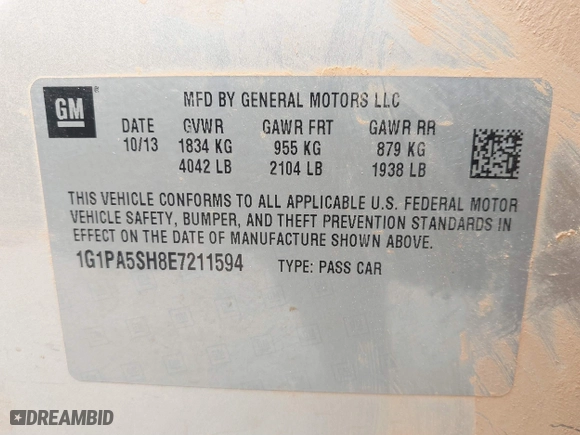 GM
MFD BY GENERAL MOTORS LLC
DATE GVWR GAWR FRT GAWR RR
10/13 1834 KG 955 KG 879 KG
4042 LB 2104 LB 1938 LB
THIS VEHICLE CONFORMS TO ALL APPLICABLE U.S. FEDERAL MOTOR
VEHICLE SAFETY, BUMPER, AND THEFT PREVENTION STANDARDS IN
EFFECT ON THE DATE OF MANUFACTURE SHOWN ABOVE.
1G1PA5SH8E7211594 TYPE: PASS CAR
DREAMBID